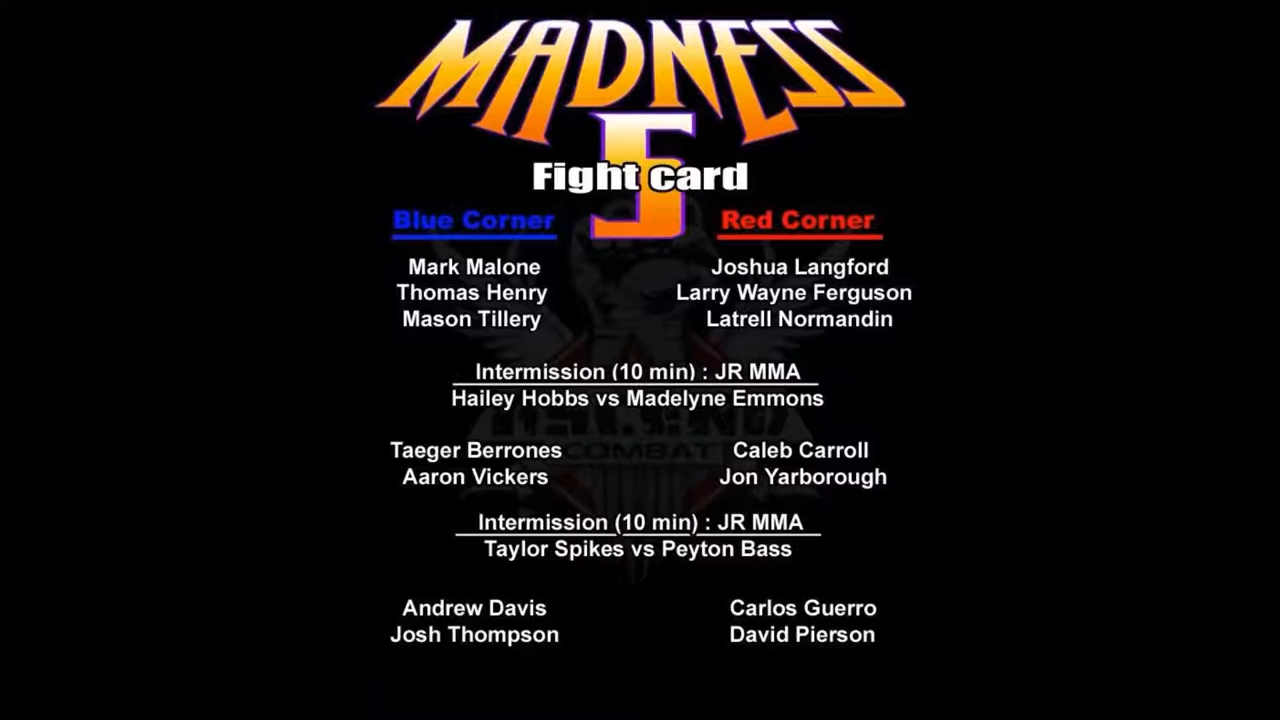 MADNESS
5
Fight card
Blue Corner Red Corner
Mark Malone Joshua Langford
Thomas Henry Larry Wayne Ferguson
Mason Tillery Latrell Normandin
Intermission (10 min) : JR MMA
Hailey Hobbs vs Madelyne Emmons
Taeger Berrones Caleb Carroll
COMBAT
Aaron Vickers Jon Yarborough
Intermission (10 min) : JR MMA
Taylor Spikes vs Peyton Bass
Andrew Davis Carlos Guerro
Josh Thompson David Pierson